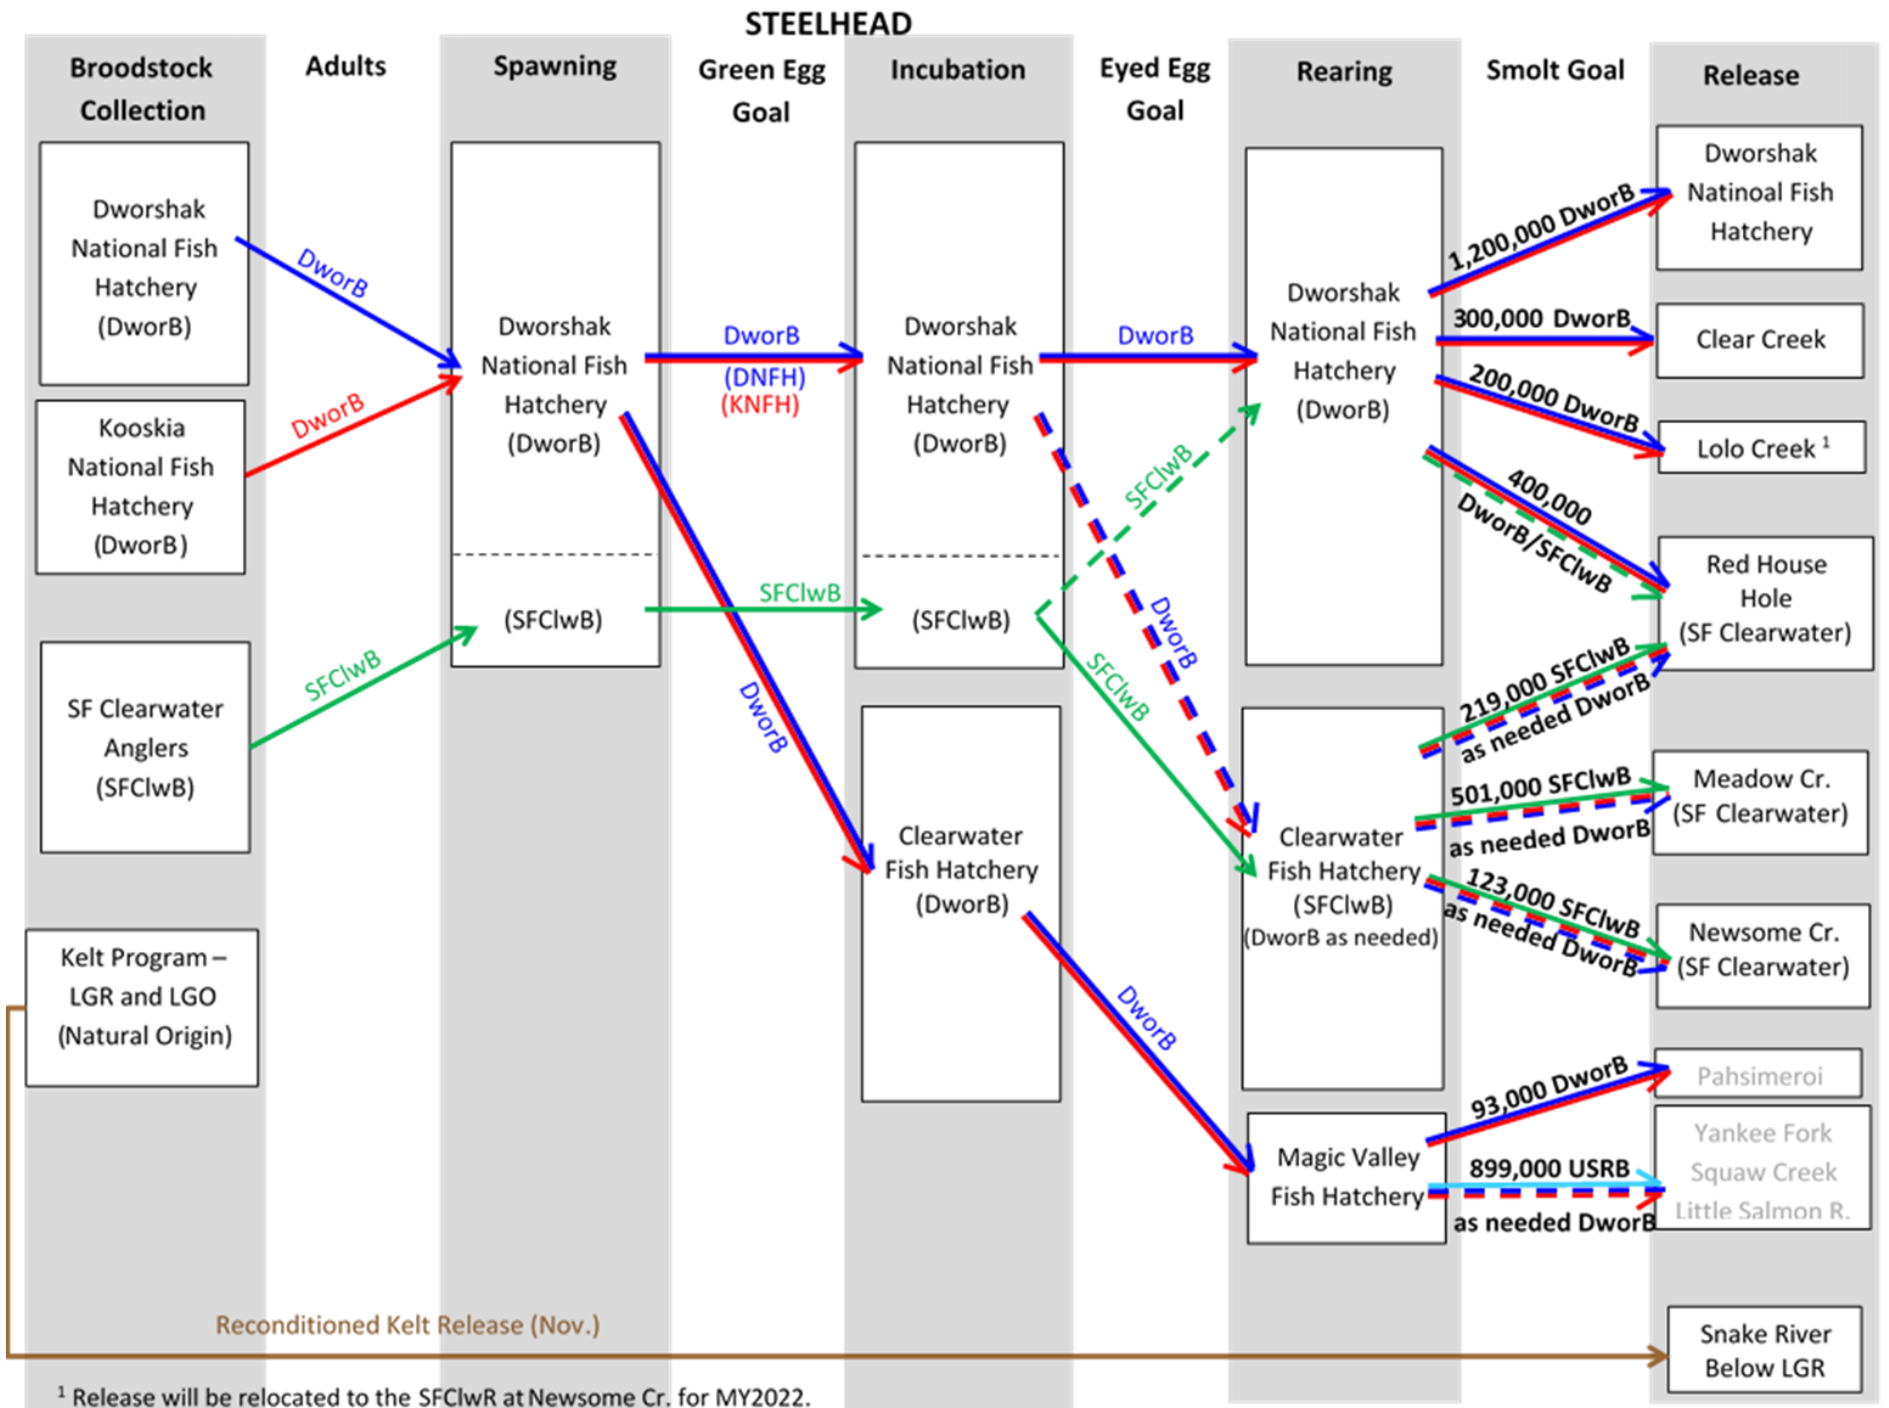 STEELHEAD
Broodstock
Collection
Adults
Spawning
Green Egg
Goal
Incubation
Eyed Egg
Goal
Rearing
Smolt Goal
Release
Dworshak
National Fish
Hatchery
(DworB)
Kooskia
National Fish
Hatchery
(DworB)
SF Clearwater
Anglers
(SFClwB)
Kelt Program –
LGR and LGO
(Natural Origin)
DworB
DworB
SFClwB
Dworshak
National Fish
Hatchery
(DworB)
(SFClwB)
DworB
(DNFH)
(KNFH)
SFClwB
DworB
Dworshak
National Fish
Hatchery
(DworB)
(SFClwB)
Clearwater
Fish Hatchery
(DworB)
DworB
SFClwB
DworB
SFClwB
DworB
Dworshak
National Fish
Hatchery
(DworB)
Clearwater
Fish Hatchery
(SFClwB)
(DworB as needed)
Magic Valley
Fish Hatchery
1,200,000 DworB
300,000 DworB
200,000 DworB
400,000
DworB/SFClwB
219,000 SFClwB
as needed DworB
501,000 SFClwB
as needed DworB
123,000 SFClwB
as needed DworB
93,000 DworB
899,000 USRB
as needed DworB
Dworshak
Natinoal Fish
Hatchery
Clear Creek
Lolo Creek ¹
Red House
Hole
(SF Clearwater)
Meadow Cr.
(SF Clearwater)
Newsome Cr.
(SF Clearwater)
Pahsimeroi
Yankee Fork
Squaw Creek
Little Salmon R.
Snake River
Below LGR
Reconditioned Kelt Release (Nov.)
¹ Release will be relocated to the SFClwR at Newsome Cr. for MY2022.